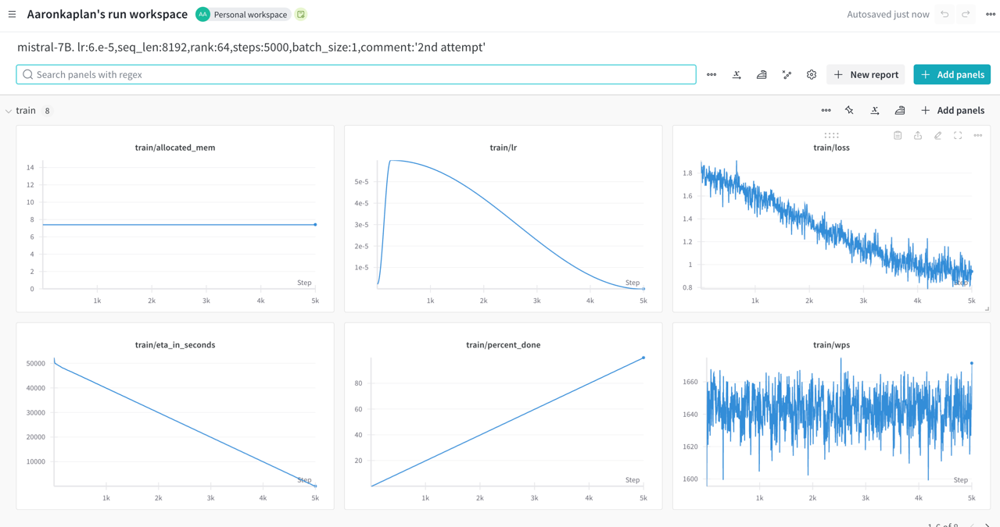 Aaronkaplan's run workspace AA Personal workspace Autosaved just now
mistral-7B. lr:6.e-5,seq_len:8192,rank:64,steps:5000,batch_size:1,comment:'2nd attempt'
Search panels with regex New report Add panels
train 8 Add panels
train/allocated_mem
14
12
10
8
6
4
2
0
Step
1k 2k 3k 4k 5k
train/lr
5e-5
4e-5
3e-5
2e-5
1e-5
Step
1k 2k 3k 4k 5k
train/loss
1.8
1.6
1.4
1.2
1
0.8
Step
1k 2k 3k 4k 5k
train/eta_in_seconds
50000
40000
30000
20000
10000
Step
1k 2k 3k 4k 5k
train/percent_done
80
60
40
20
Step
1k 2k 3k 4k 5k
train/wps
1660
1640
1620
1600
Step
1k 2k 3k 4k 5k
1-6 of 8